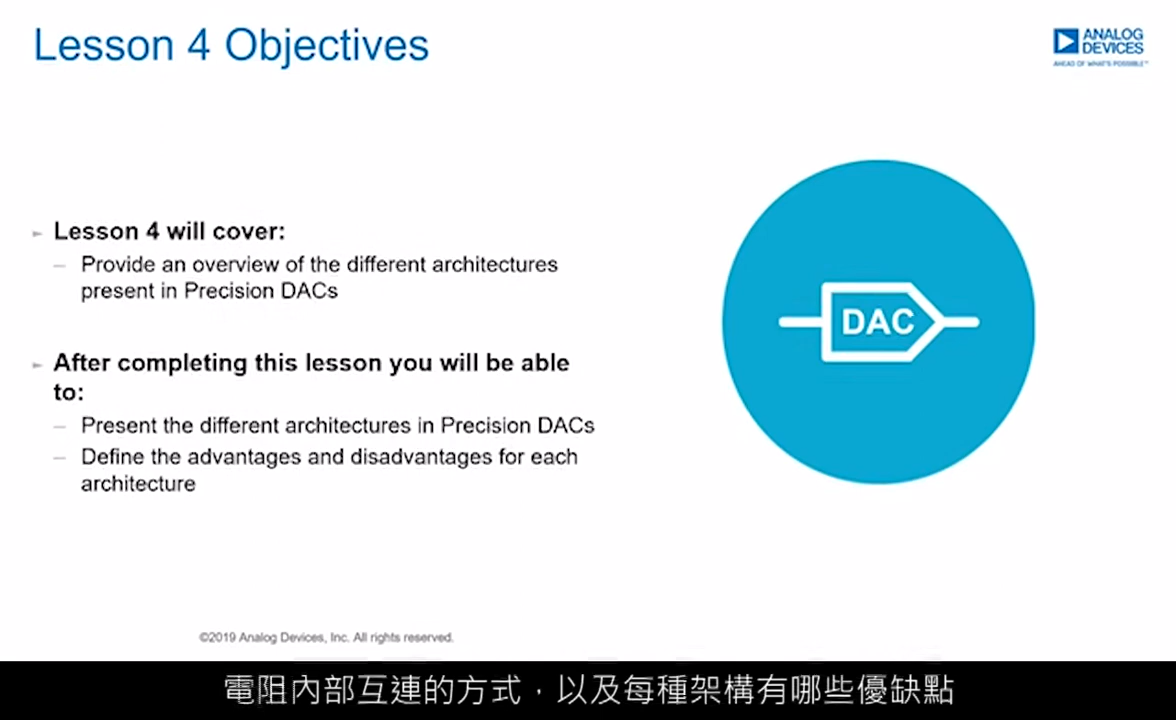 Lesson 4 Objectives
ANALOG
DEVICES
AHEAD OF WHAT'S POSSIBLE™
Lesson 4 will cover:
– Provide an overview of the different architectures
present in Precision DACs
After completing this lesson you will be able
to:
– Present the different architectures in Precision DACs
– Define the advantages and disadvantages for each
architecture
DAC
©2019 Analog Devices, Inc. All rights reserved.
電阻內部互連的方式，以及每種架構有哪些優缺點